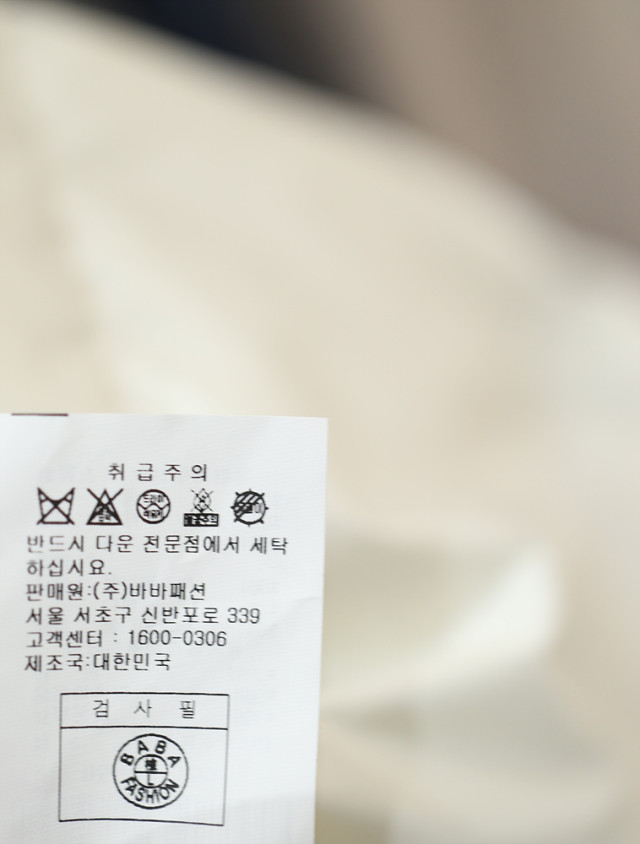 취급주의
반드시 다운 전문점에서 세탁
하십시요.
판매원:(주)바바패션
서울 서초구 신반포로 339
고객센터 : 1600-0306
제조국:대한민국
검 사 필
BABA
FASHION